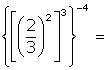 {[(2/3)²]³}⁻⁴ =